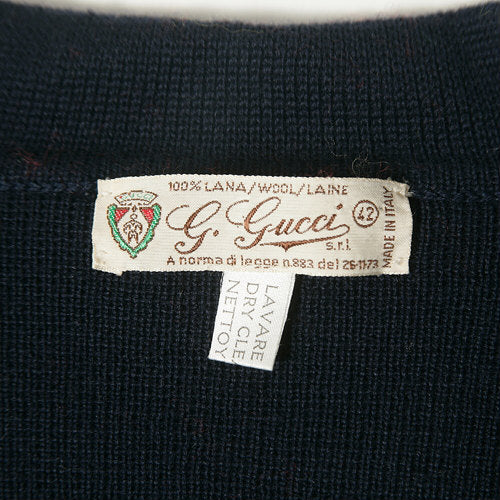 100% LANA/WOOL/LAINE
G. Gucci
s.r.l.
42
MADE IN ITALY
A norma di legge n.883 del 26-11-73
LAVARE
DRY CLE
NETTOY